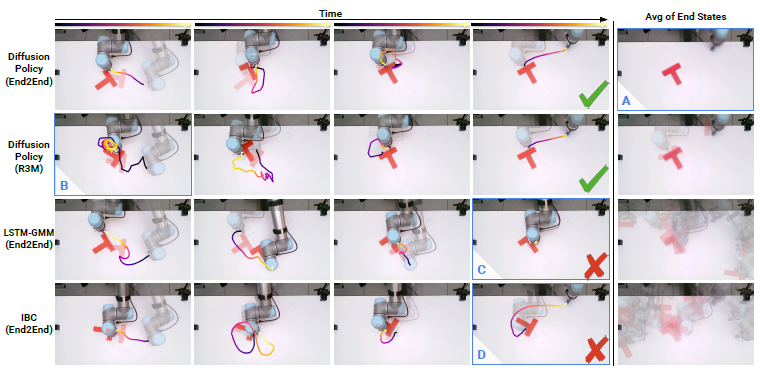 Time
Avg of End States
Diffusion
Policy
(End2End)
A
Diffusion
Policy
(R3M)
B
LSTM-GMM
(End2End)
C
IBC
(End2End)
D